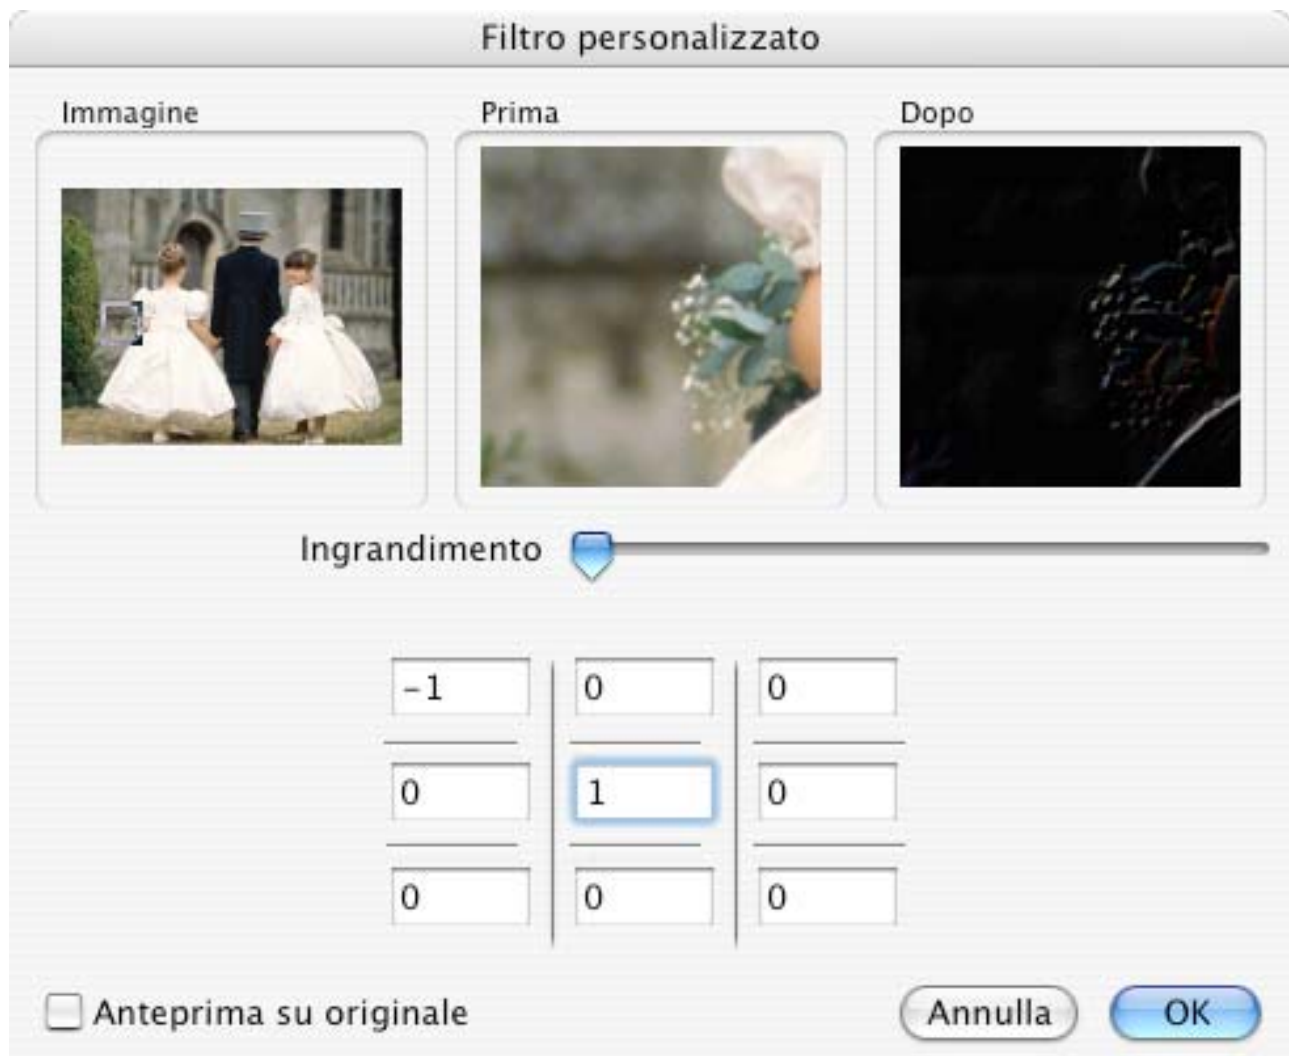 Filtro personalizzato
Immagine Prima Dopo
Ingrandimento
-1 0 0
0 1 0
0 0 0
Anteprima su originale Annulla OK